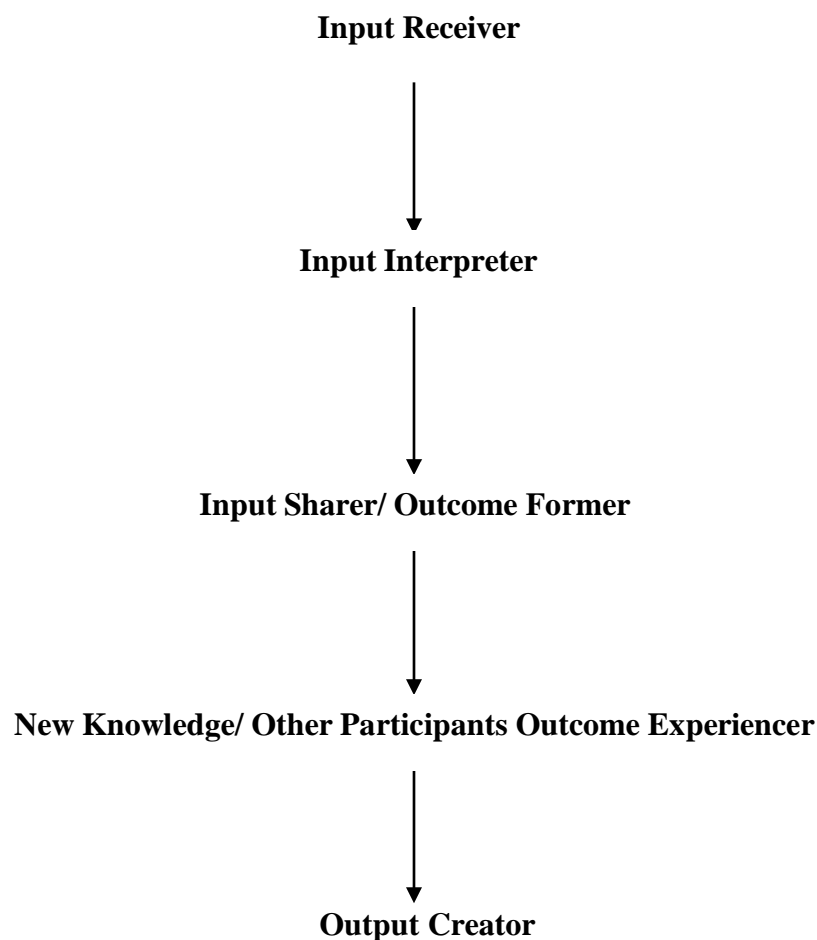 Input Receiver
Input Interpreter
Input Sharer/ Outcome Former
New Knowledge/ Other Participants Outcome Experiencer
Output Creator